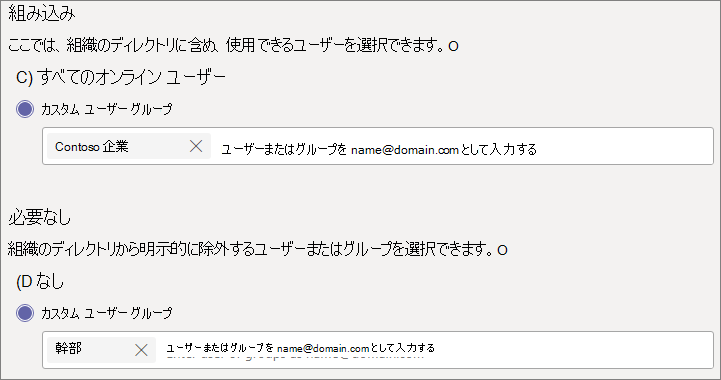 組み込み
ここでは、組織のディレクトリに含め、使用できるユーザーを選択できます。O
C) すべてのオンライン ユーザー
カスタム ユーザー グループ
Contoso 企業 ユーザーまたはグループを name@domain.com として入力する
必要なし
組織のディレクトリから明示的に除外するユーザーまたはグループを選択できます。O
(D なし
カスタム ユーザー グループ
幹部 ユーザーまたはグループを name@domain.com として入力する